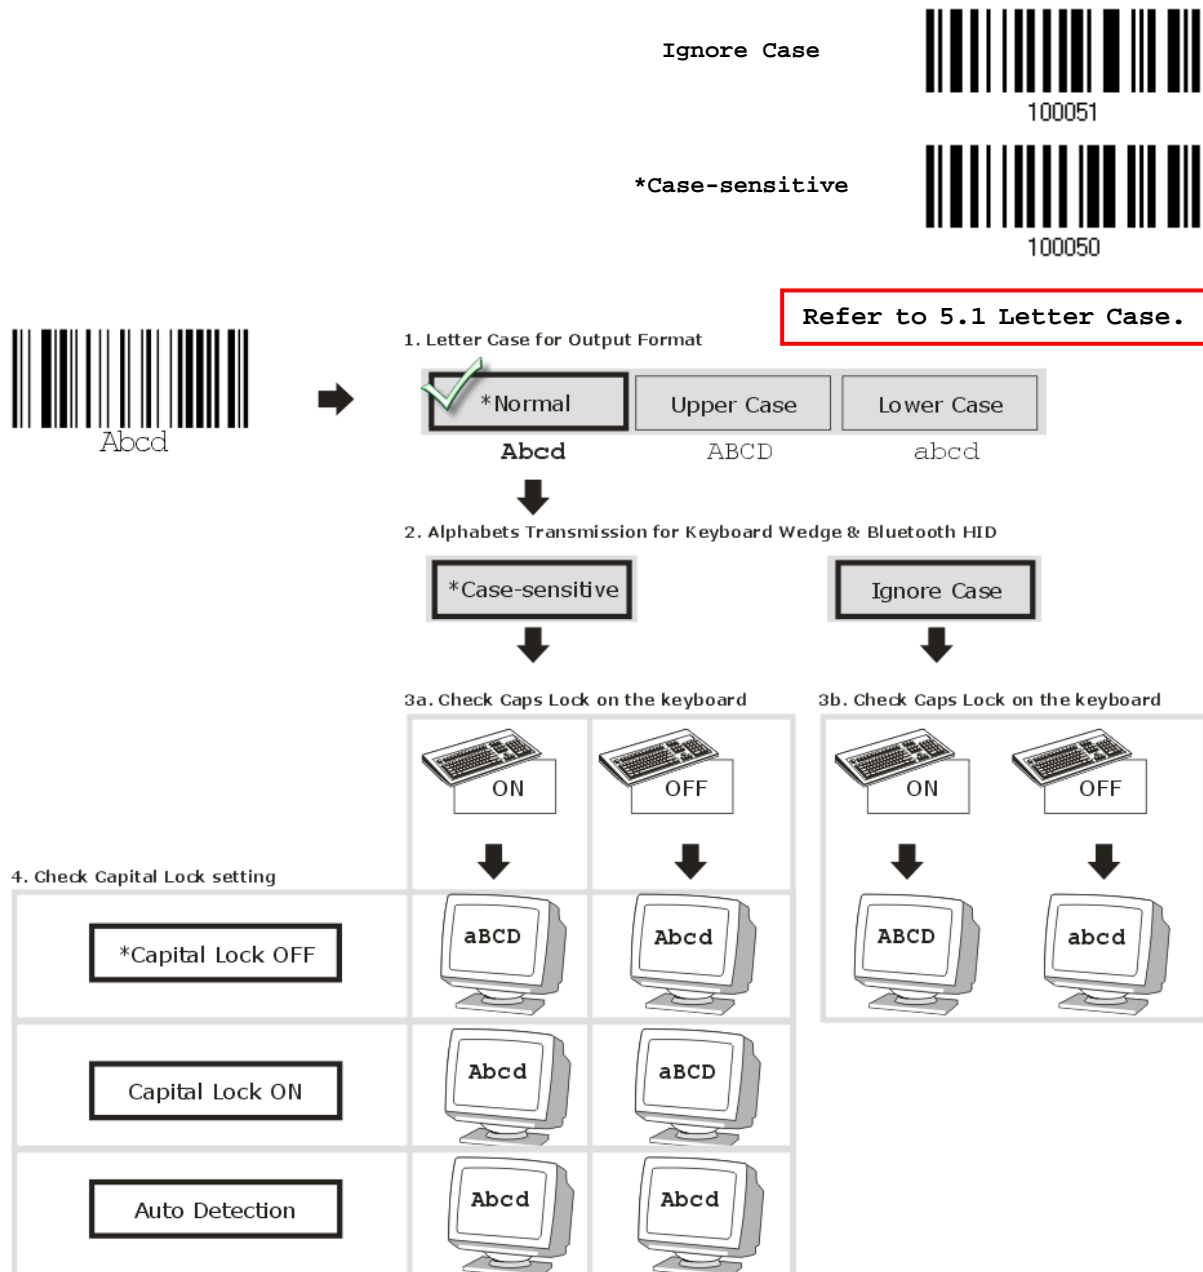 Ignore Case
100051
*Case-sensitive
100050
Refer to 5.1 Letter Case.
Abcd
1. Letter Case for Output Format
*Normal Upper Case Lower Case
Abcd ABCD abcd
2. Alphabets Transmission for Keyboard Wedge & Bluetooth HID
*Case-sensitive Ignore Case
3a. Check Caps Lock on the keyboard 3b. Check Caps Lock on the keyboard
ON OFF ON OFF
4. Check Capital Lock setting
*Capital Lock OFF aBCD Abcd ABCD abcd
Capital Lock ON Abcd aBCD
Auto Detection Abcd Abcd